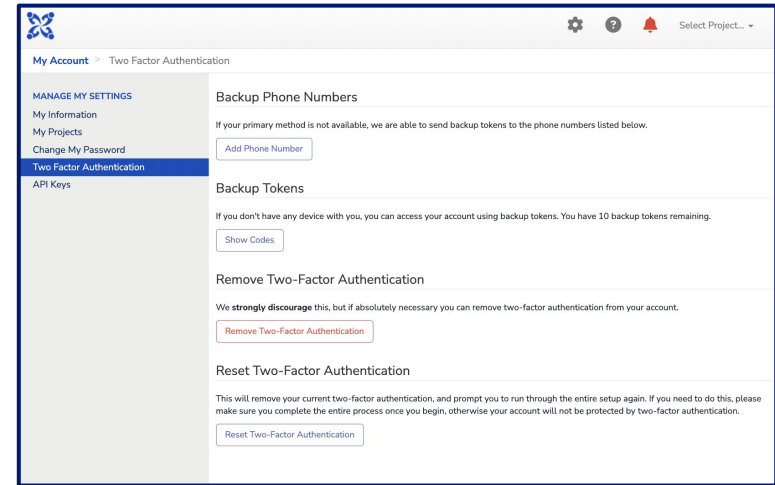 Select Project...
My Account > Two Factor Authentication
MANAGE MY SETTINGS
My Information
My Projects
Change My Password
Two Factor Authentication
API Keys
Backup Phone Numbers
If your primary method is not available, we are able to send backup tokens to the phone numbers listed below.
Add Phone Number
Backup Tokens
If you don't have any device with you, you can access your account using backup tokens. You have 10 backup tokens remaining.
Show Codes
Remove Two-Factor Authentication
We strongly discourage this, but if absolutely necessary you can remove two-factor authentication from your account.
Remove Two-Factor Authentication
Reset Two-Factor Authentication
This will remove your current two-factor authentication, and prompt you to run through the entire setup again. If you need to do this, please
make sure you complete the entire process once you begin, otherwise your account will not be protected by two-factor authentication.
Reset Two-Factor Authentication